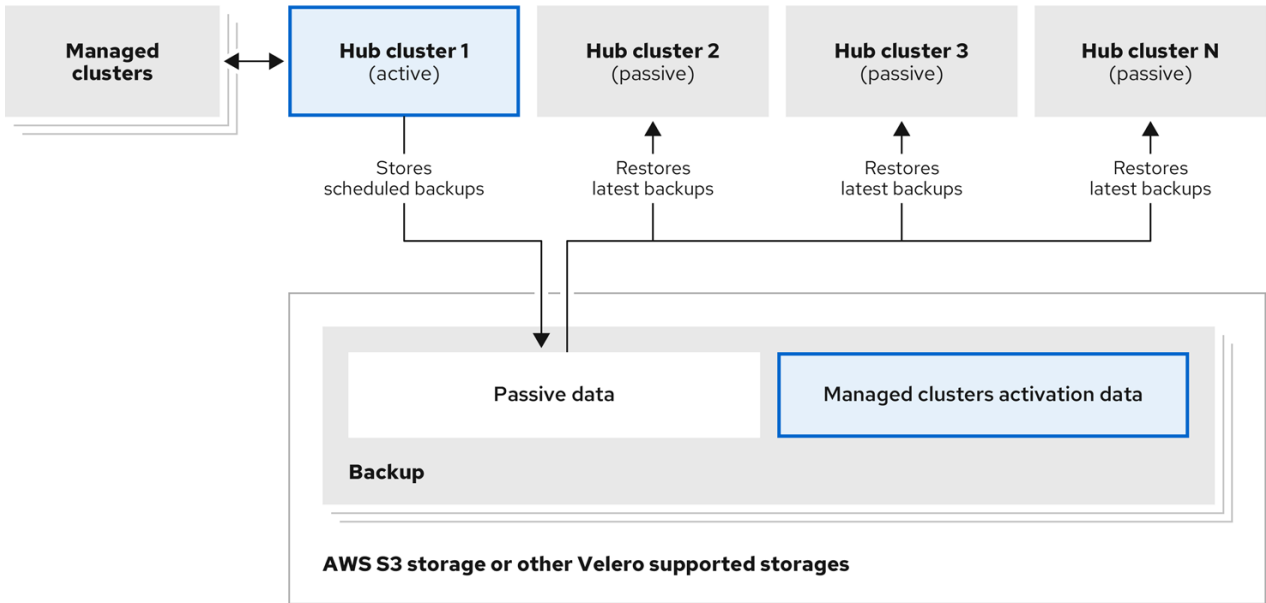 Managed
clusters
Hub cluster 1
(active)
Hub cluster 2
(passive)
Hub cluster 3
(passive)
Hub cluster N
(passive)
Stores
scheduled backups
Restores
latest backups
Restores
latest backups
Restores
latest backups
Passive data
Managed clusters activation data
Backup
AWS S3 storage or other Velero supported storages